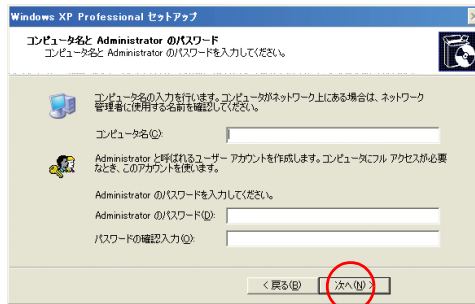 Windows XP Professional セットアップ
コンピュータ名と Administrator のパスワード
コンピュータ名と Administrator のパスワードを入力してください。
コンピュータ名の入力を行います。コンピュータがネットワーク上にある場合は、ネットワーク
管理者に使用する名前を確認してください。
コンピュータ名(C):
Administrator と呼ばれるユーザー アカウントを作成します。コンピュータにフル アクセスが必要
なとき、このアカウントを使います。
Administrator のパスワードを入力してください。
Administrator のパスワード(D):
パスワードの確認入力(O):
< 戻る(B)
次へ(N) >